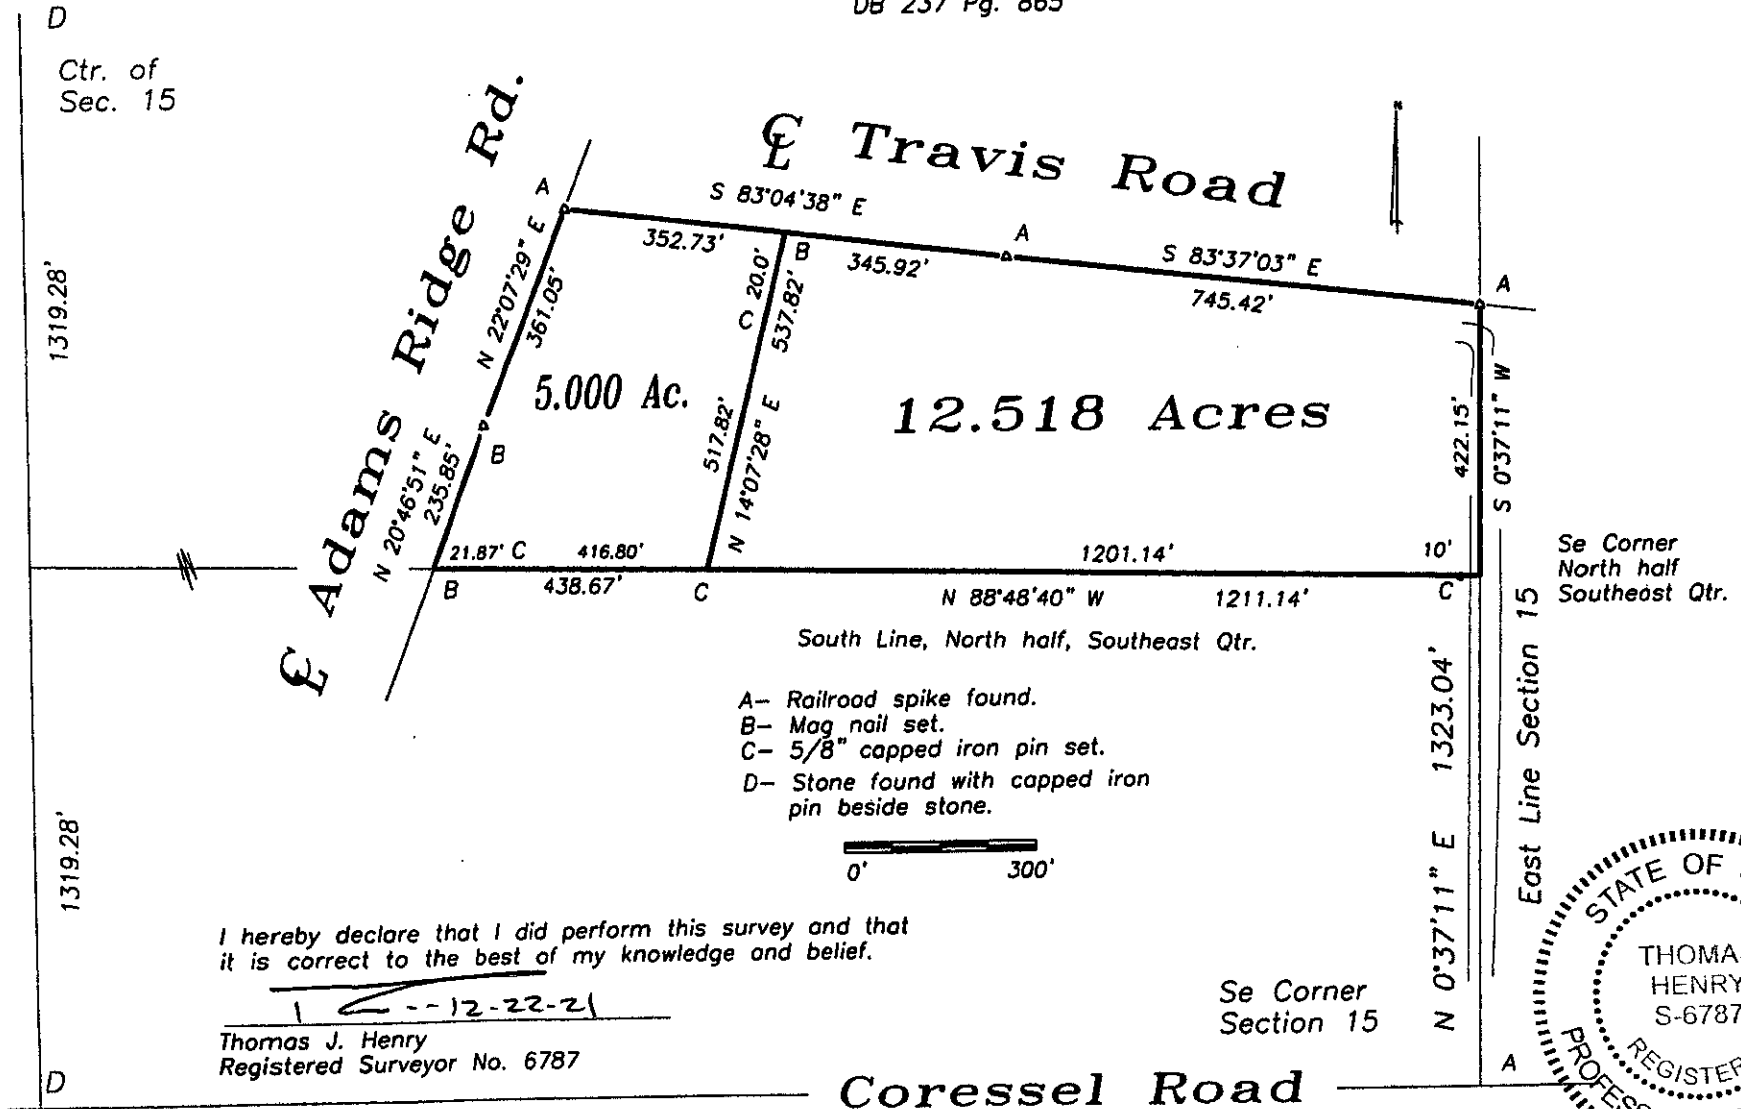 DB 237 Pg. 865
D
Ctr. of
Sec. 15
℄ Adams Ridge Rd.
℄ Travis Road
A
S 83°04'38" E
352.73'
B
345.92'
A
S 83°37'03" E
745.42'
A
N 22°07'29" E
361.05'
C 20.0'
537.82'
1319.28'
5.000 Ac.
12.518 Acres
517.82'
N 14°07'28" E
422.15'
S 0°37'11" W
B
N 20°46'51" E
235.85'
21.87' C
416.80'
1201.14'
10'
B
438.67'
C
N 88°48'40" W
1211.14'
C
Se Corner
North half
Southeast Qtr.
South Line, North half, Southeast Qtr.
A- Railroad spike found.
B- Mag nail set.
C- 5/8" capped iron pin set.
D- Stone found with capped iron
pin beside stone.
0' 300'
N 0°37'11" E 1323.04'
East Line Section 15
1319.28'
I hereby declare that I did perform this survey and that
it is correct to the best of my knowledge and belief.
12-22-21
Thomas J. Henry
Registered Surveyor No. 6787
Se Corner
Section 15
STATE OF
THOMA
HENRY
S-6787
REGISTER
PROFESS
D
Coressel Road
A